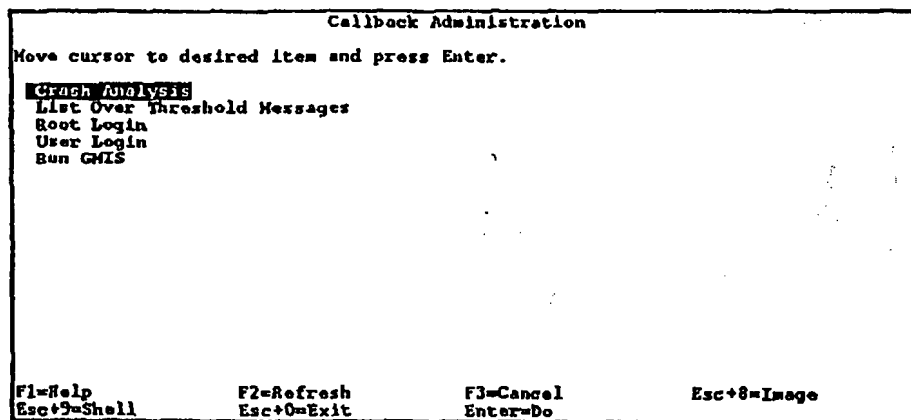 Callback Administration
Move cursor to desired item and press Enter.
Crash Analysis
List Over Threshold Messages
Root Login
User Login
Run GMIS
F1=Help F2=Refresh F3=Cancel Esc+8=Image
Esc+9=Shell Esc+0=Exit Enter=Do